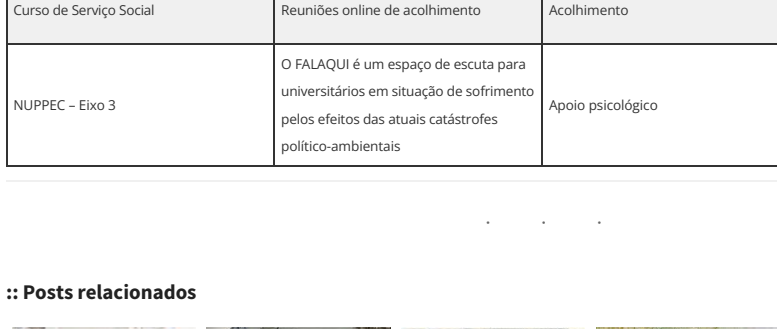 Curso de Serviço Social Reuniões online de acolhimento Acolhimento
O FALAQUI é um espaço de escuta para
universitários em situação de sofrimento
NUPPEC – Eixo 3 Apoio psicológico
pelos efeitos das atuais catástrofes
político-ambientais
. . .
:: Posts relacionados